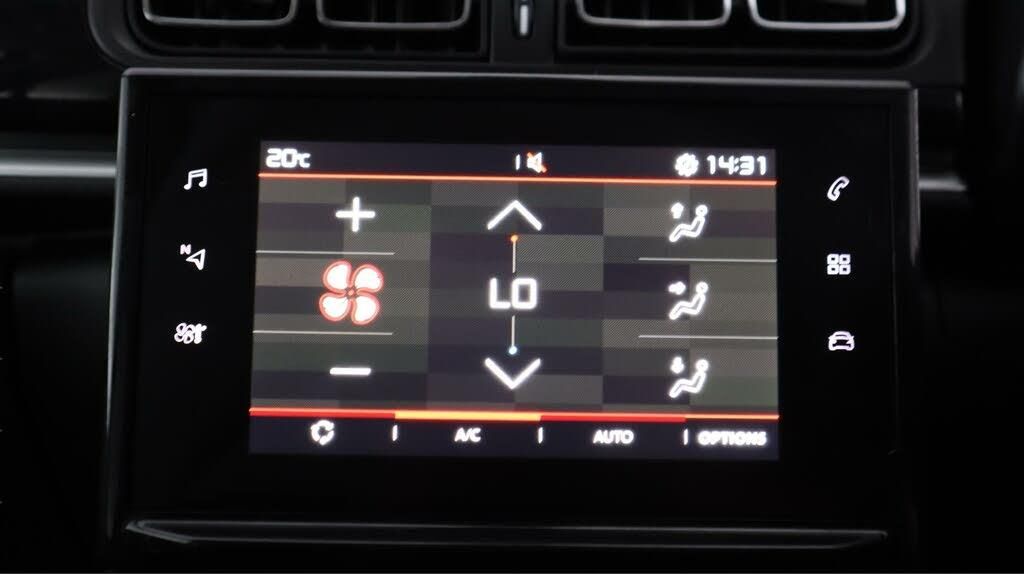 20°C 14:31
N
LO
A/C AUTO OPTIONS